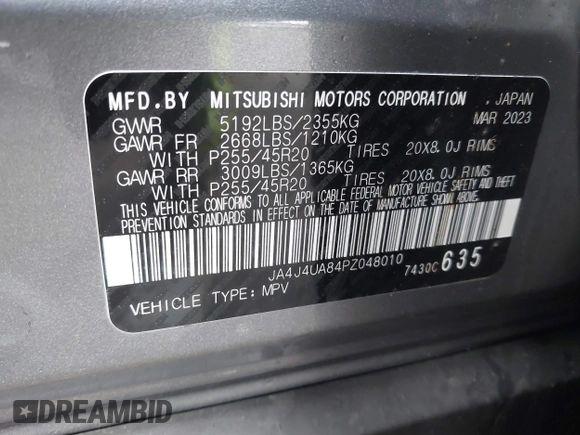 MFD.BY MITSUBISHI MOTORS CORPORATION JAPAN
GVWR 5192LBS/2355KG MAR 2023
GAWR FR 2668LBS/1210KG
WITH P255/45R20 TIRES 20X8.0J RIMS
GAWR RR 3009LBS/1365KG
WITH P255/45R20 TIRES 20X8.0J RIMS
THIS VEHICLE CONFORMS TO ALL APPLICABLE FEDERAL MOTOR VEHICLE SAFETY AND THEFT
PREVENTION STANDARDS IN EFFECT ON THE DATE OF MANUFACTURE SHOWN ABOVE.
JA4J4UA84PZ048010 7430C 635
VEHICLE TYPE:MPV
DREAMBID